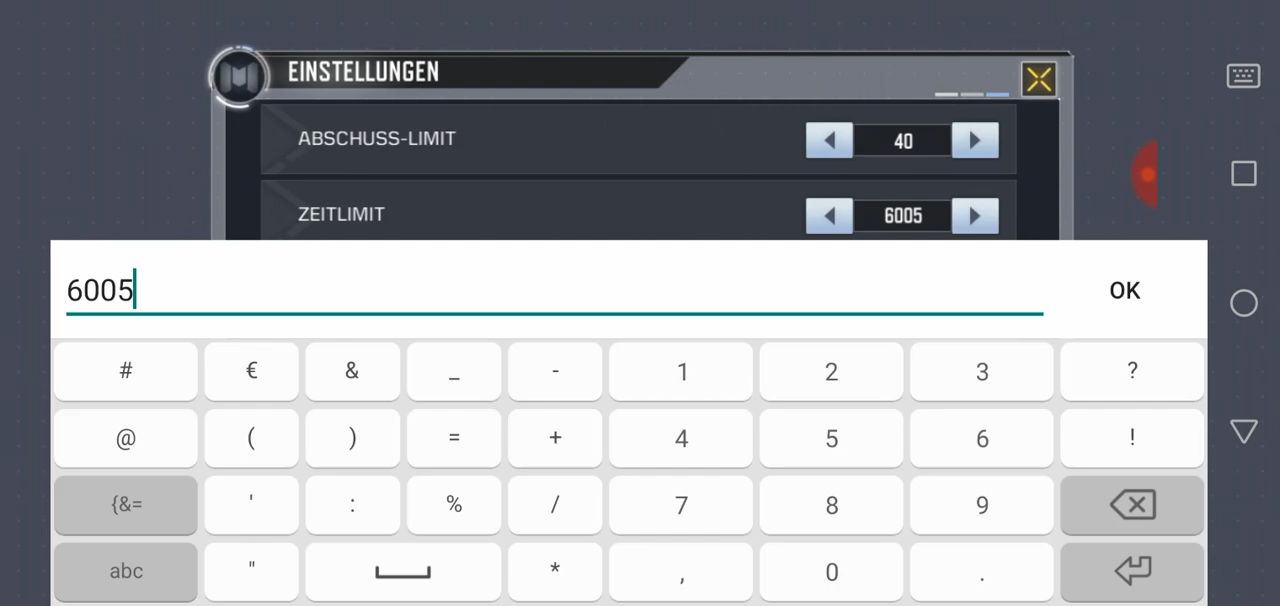 EINSTELLUNGEN
ABSCHUSS-LIMIT 40
ZEITLIMIT 6005
6005 OK
# € & _ - 1 2 3 ?
@ ( ) = + 4 5 6 !
{&= ' : % / 7 8 9
abc " * , 0 .